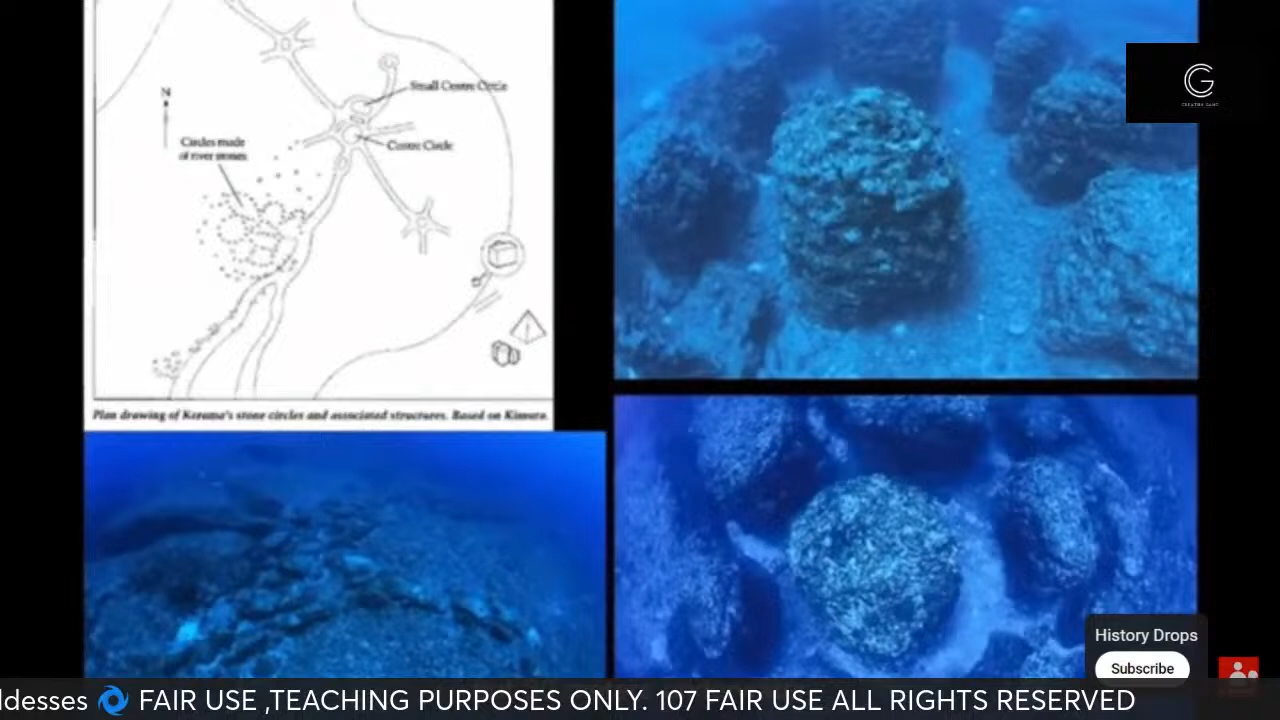 N
Small Centre Circle
Circles made
of river stones
Centre Circle
Plan drawing of Kerama's stone circles and associated structures. Based on Kimura.
G
History Drops
Subscribe
ldesses FAIR USE ,TEACHING PURPOSES ONLY. 107 FAIR USE ALL RIGHTS RESERVED